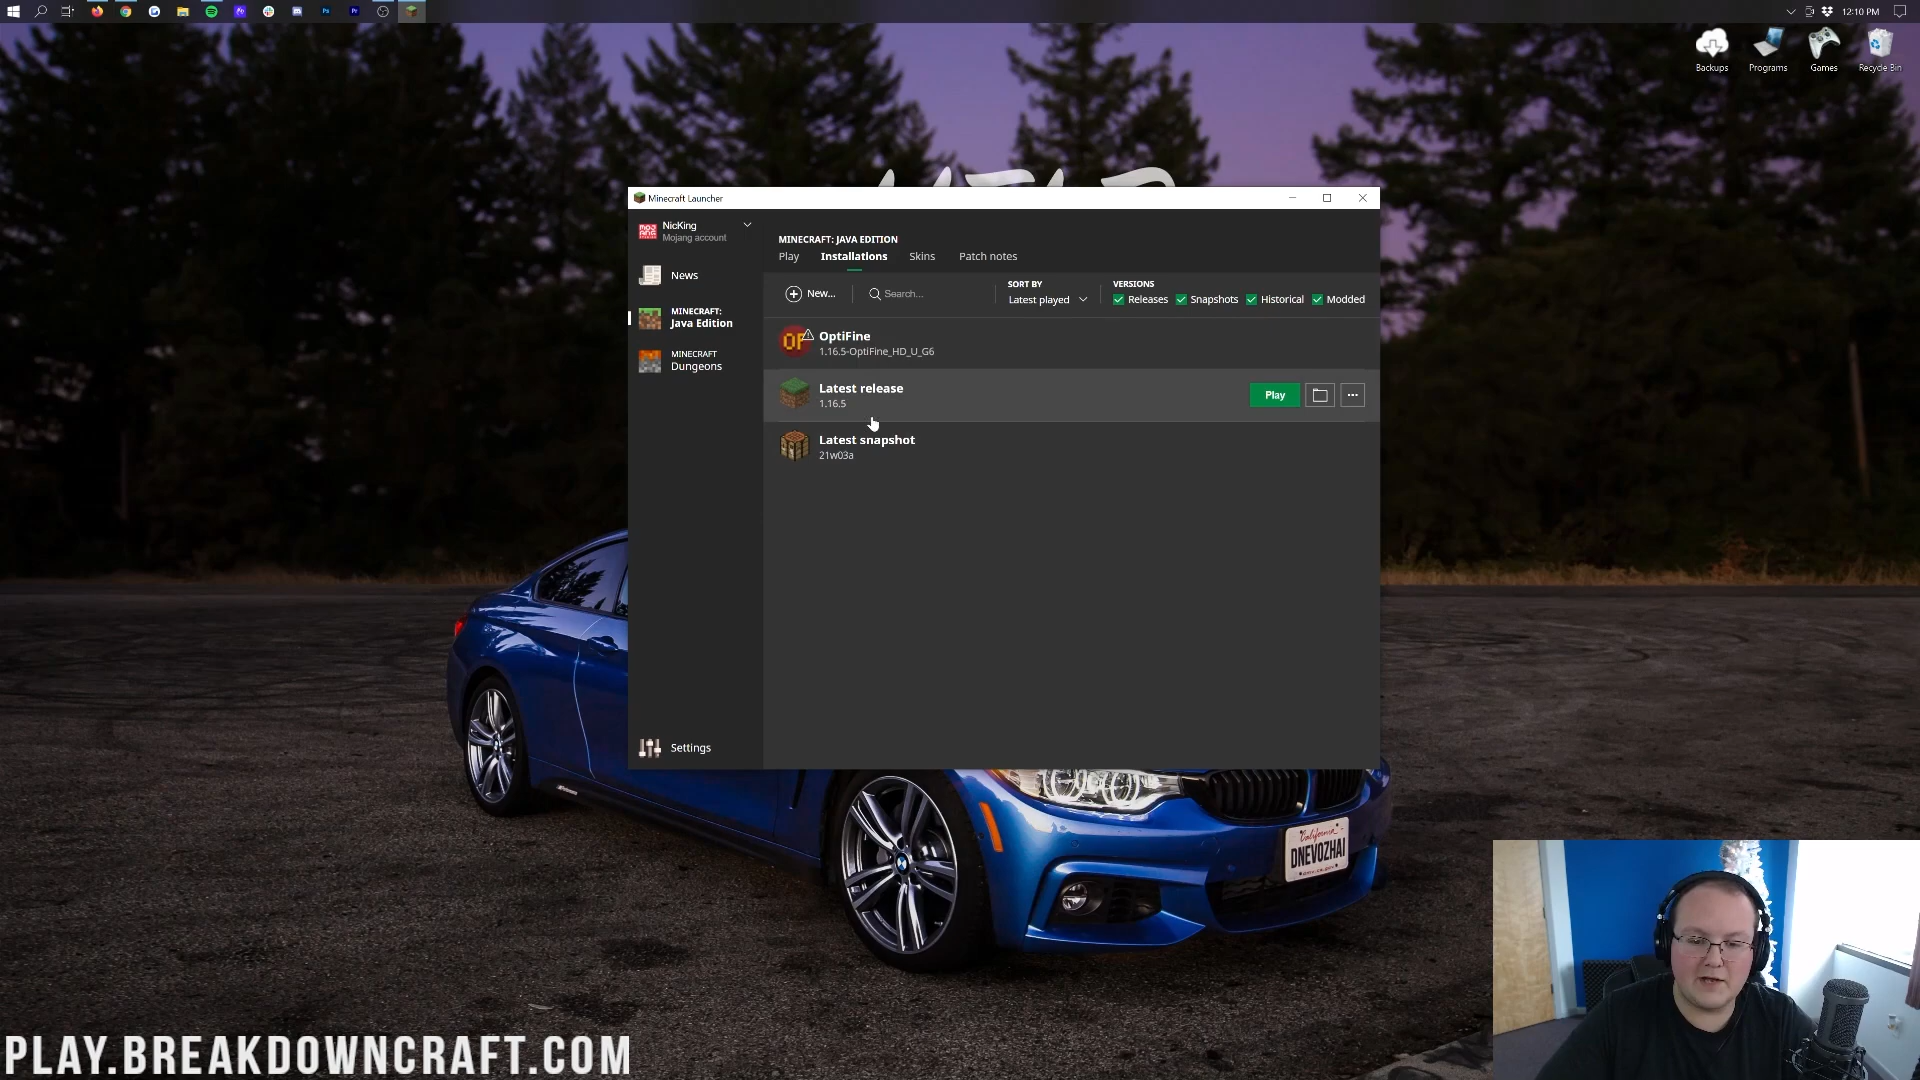 12:10 PM
Backups
Programs
Games
Recycle Bin
Minecraft Launcher
NicKing
Mojang account
News
MINECRAFT:
Java Edition
MINECRAFT
Dungeons
Settings
MINECRAFT: JAVA EDITION
Play
Installations
Skins
Patch notes
New...
Search...
SORT BY
Latest played
VERSIONS
Releases
Snapshots
Historical
Modded
OptiFine
1.16.5-OptiFine_HD_U_G6
Latest release
1.16.5
Play
Latest snapshot
21w03a
California
DNEVOZHAI
PLAY.BREAKDOWNCRAFT.COM